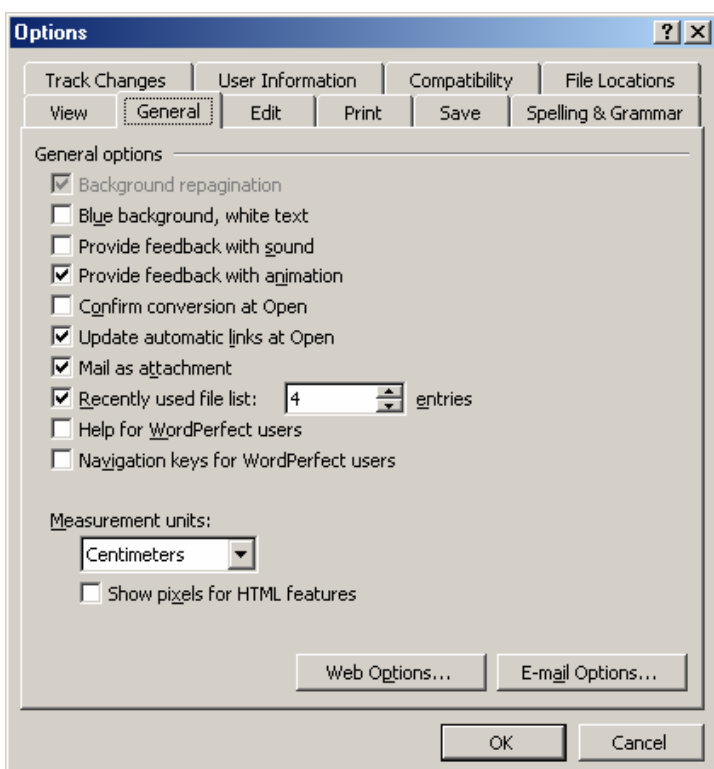 Options
Track Changes User Information Compatibility File Locations
View General Edit Print Save Spelling & Grammar
General options
Background repagination
Blue background, white text
Provide feedback with sound
Provide feedback with animation
Confirm conversion at Open
Update automatic links at Open
Mail as attachment
Recently used file list: 4 entries
Help for WordPerfect users
Navigation keys for WordPerfect users
Measurement units:
Centimeters
Show pixels for HTML features
Web Options... E-mail Options...
OK Cancel